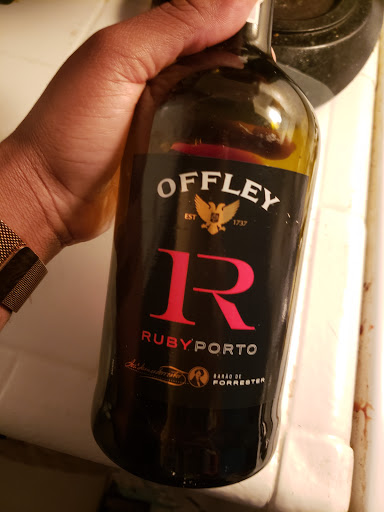 OFFLEY
EST 1737
R
RUBY PORTO
BARÃO DE
FORRESTER
R